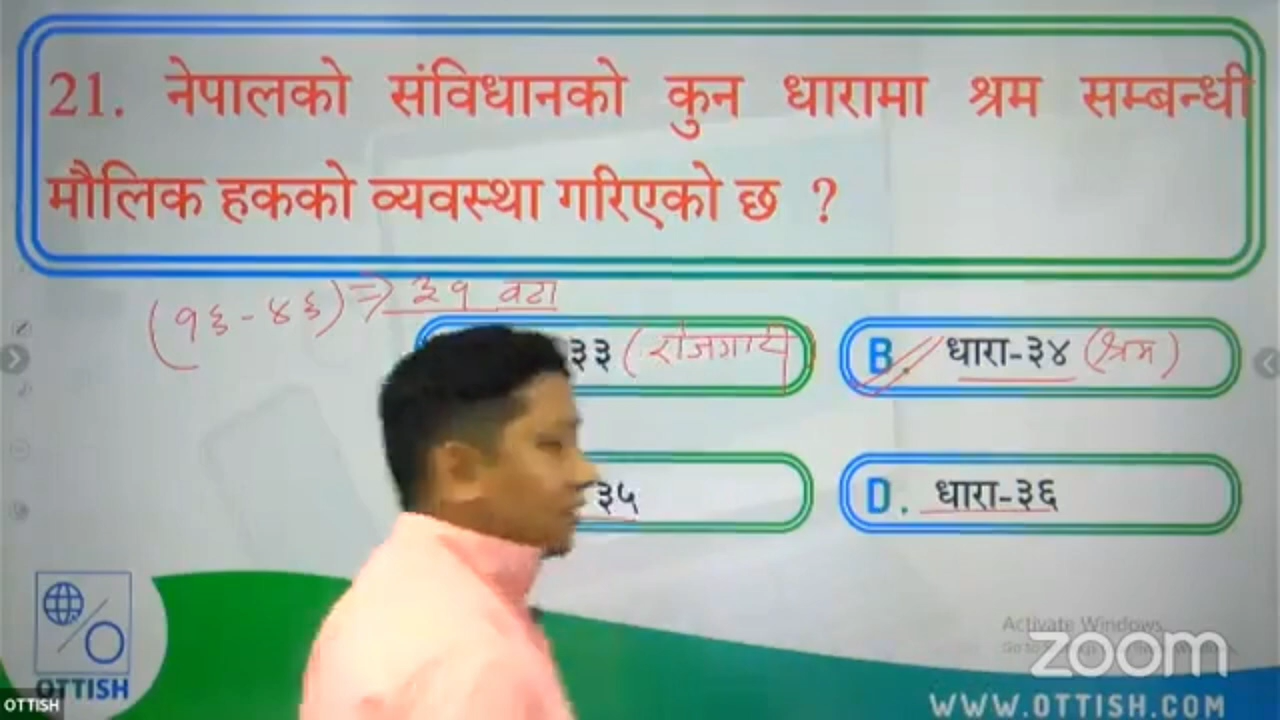 21. नेपालको संविधानको कुन धारामा श्रम सम्बन्धी
मौलिक हकको व्यवस्था गरिएको छ ?
(१६-४६)=> ३१ वटा
३३ (रोजगारी)
B. धारा-३४ (श्रम)
३५
D. धारा-३६
OTTISH
OTTISH
Activate Windows
zoom
WWW.OTTISH.COM